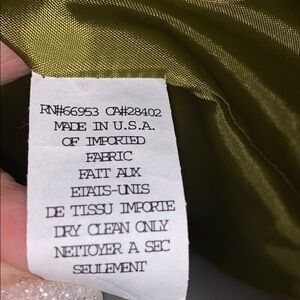 RN#66953 CA#28402
MADE IN U.S.A.
OF IMPORTED
FABRIC
FAIT AUX
ETATS-UNIS
DE TISSU IMPORTE
DRY CLEAN ONLY
NETTOYER A SEC
SEULEMENT